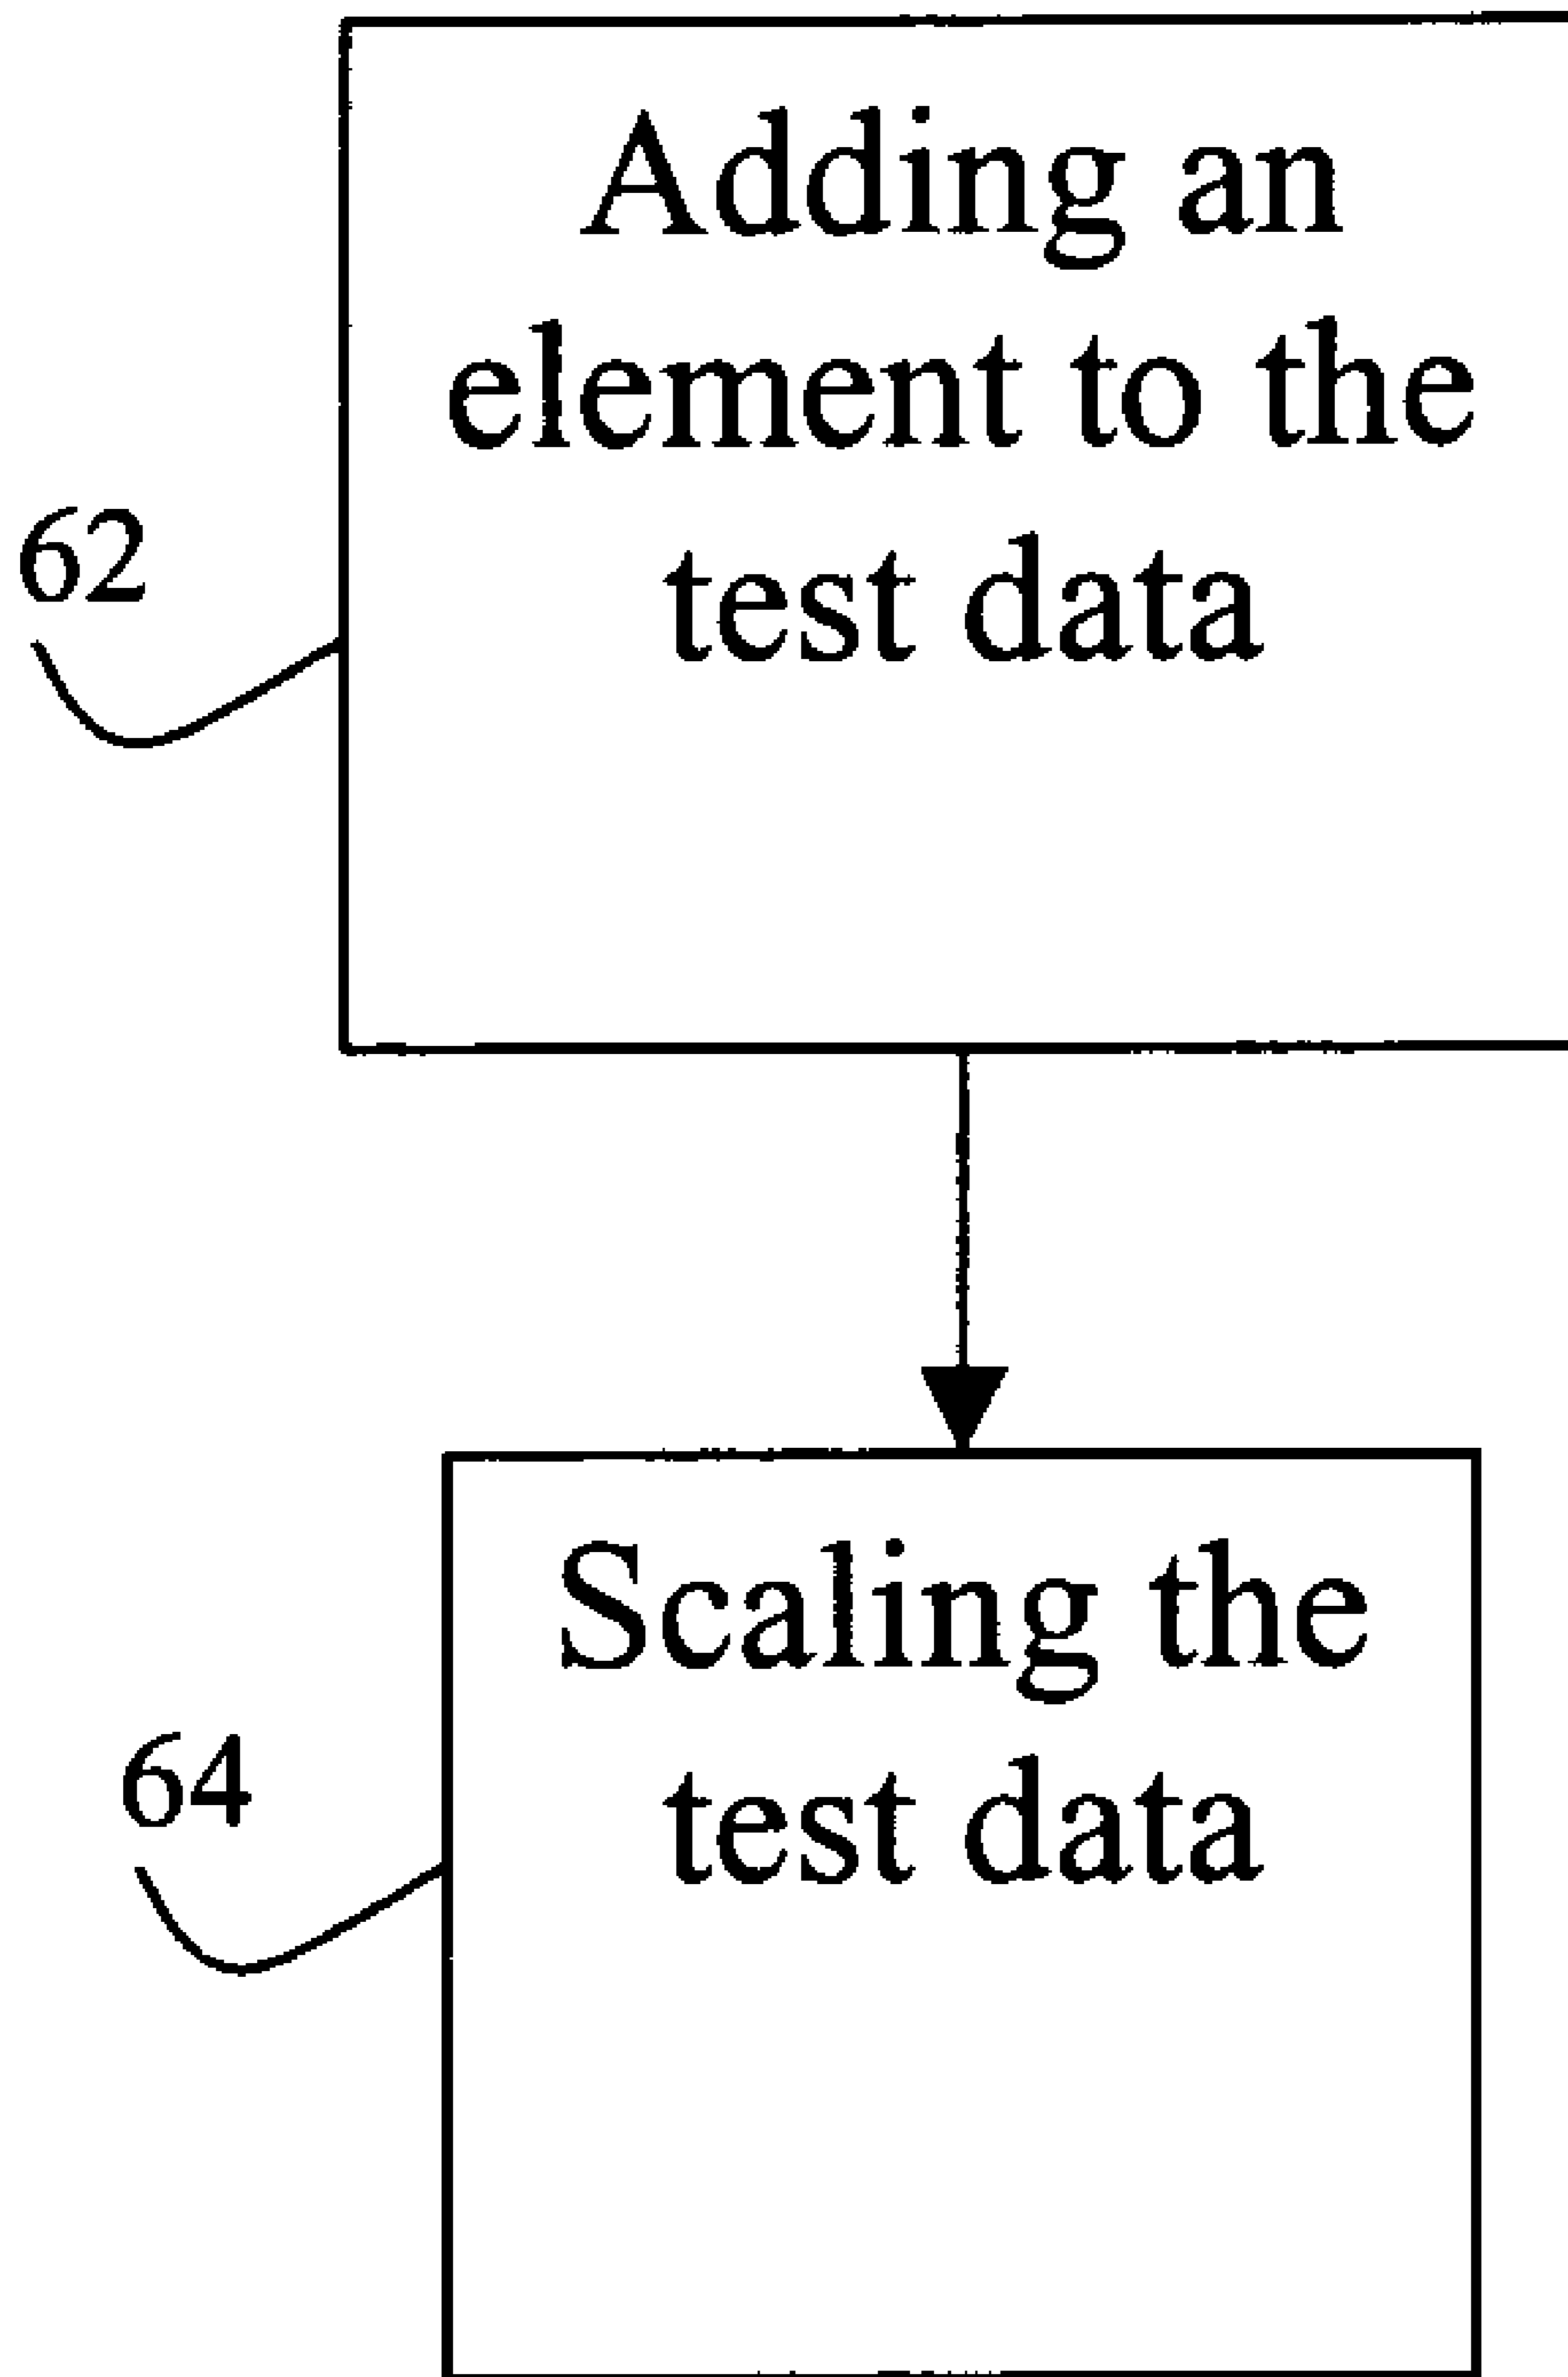 Adding an
element to the
test data
62
Scaling the
test data
64